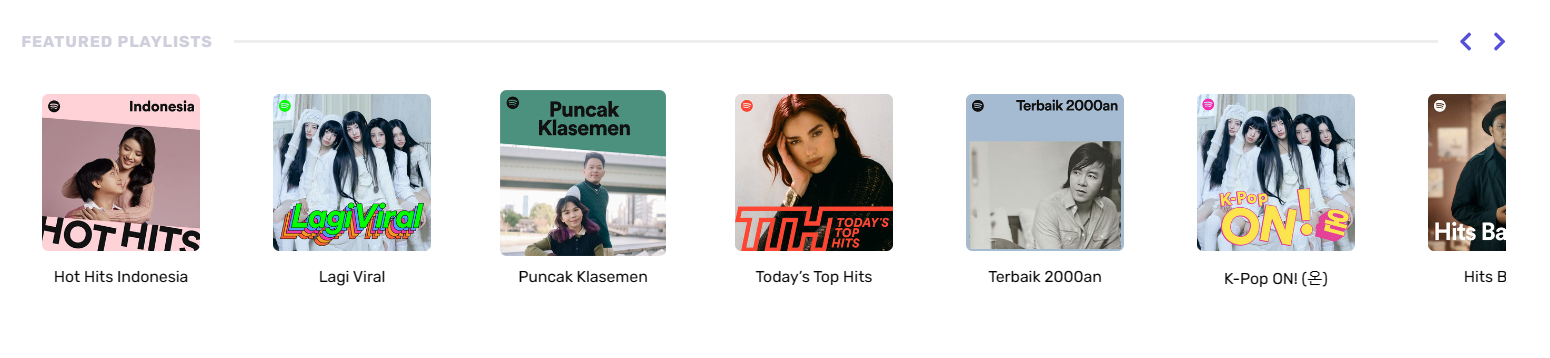 FEATURED PLAYLISTS
Indonesia
HOT HITS
Hot Hits Indonesia
Lagi Viral
Lagi Viral
Puncak
Klasemen
Puncak Klasemen
TTH TODAY'S
TOP
HITS
Today's Top Hits
Terbaik 2000an
Terbaik 2000an
K-Pop
ON! 온
K-Pop ON! (온)
Hits Ba
Hits B